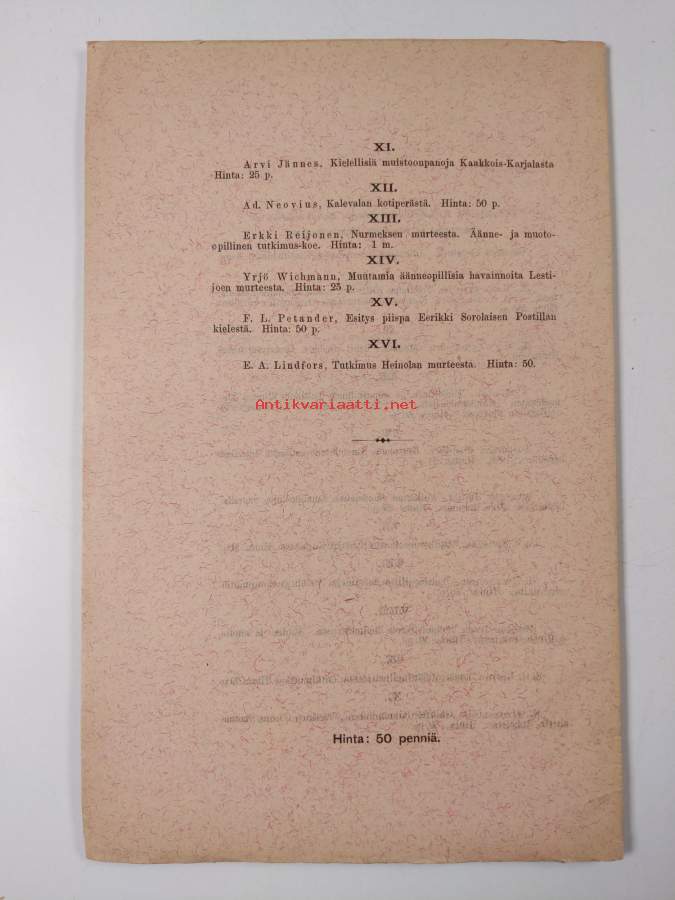 XI.
Arvi Jännes, Kielellisiä muistoonpanoja Kaakkois-Karjalasta
Hinta: 25 p.
XII.
Ad. Neovius, Kalevalan kotiperästä. Hinta: 50 p.
XIII.
Erkki Reijonen, Nurmeksen murteesta. Äänne- ja muoto-
opillinen tutkimus-koe. Hinta: 1 m.
XIV.
Yrjö Wichmann, Muutamia äänneopillisia havainnoita Lesti-
joen murteesta. Hinta: 25 p.
XV.
F. L. Petander, Esitys piispa Eerikki Sorolaisen Postillan
kielestä. Hinta: 50 p.
XVI.
E. A. Lindfors, Tutkimus Heinolan murteesta. Hinta: 50.
Antikvariaatti.net
Hinta: 50 penniä.